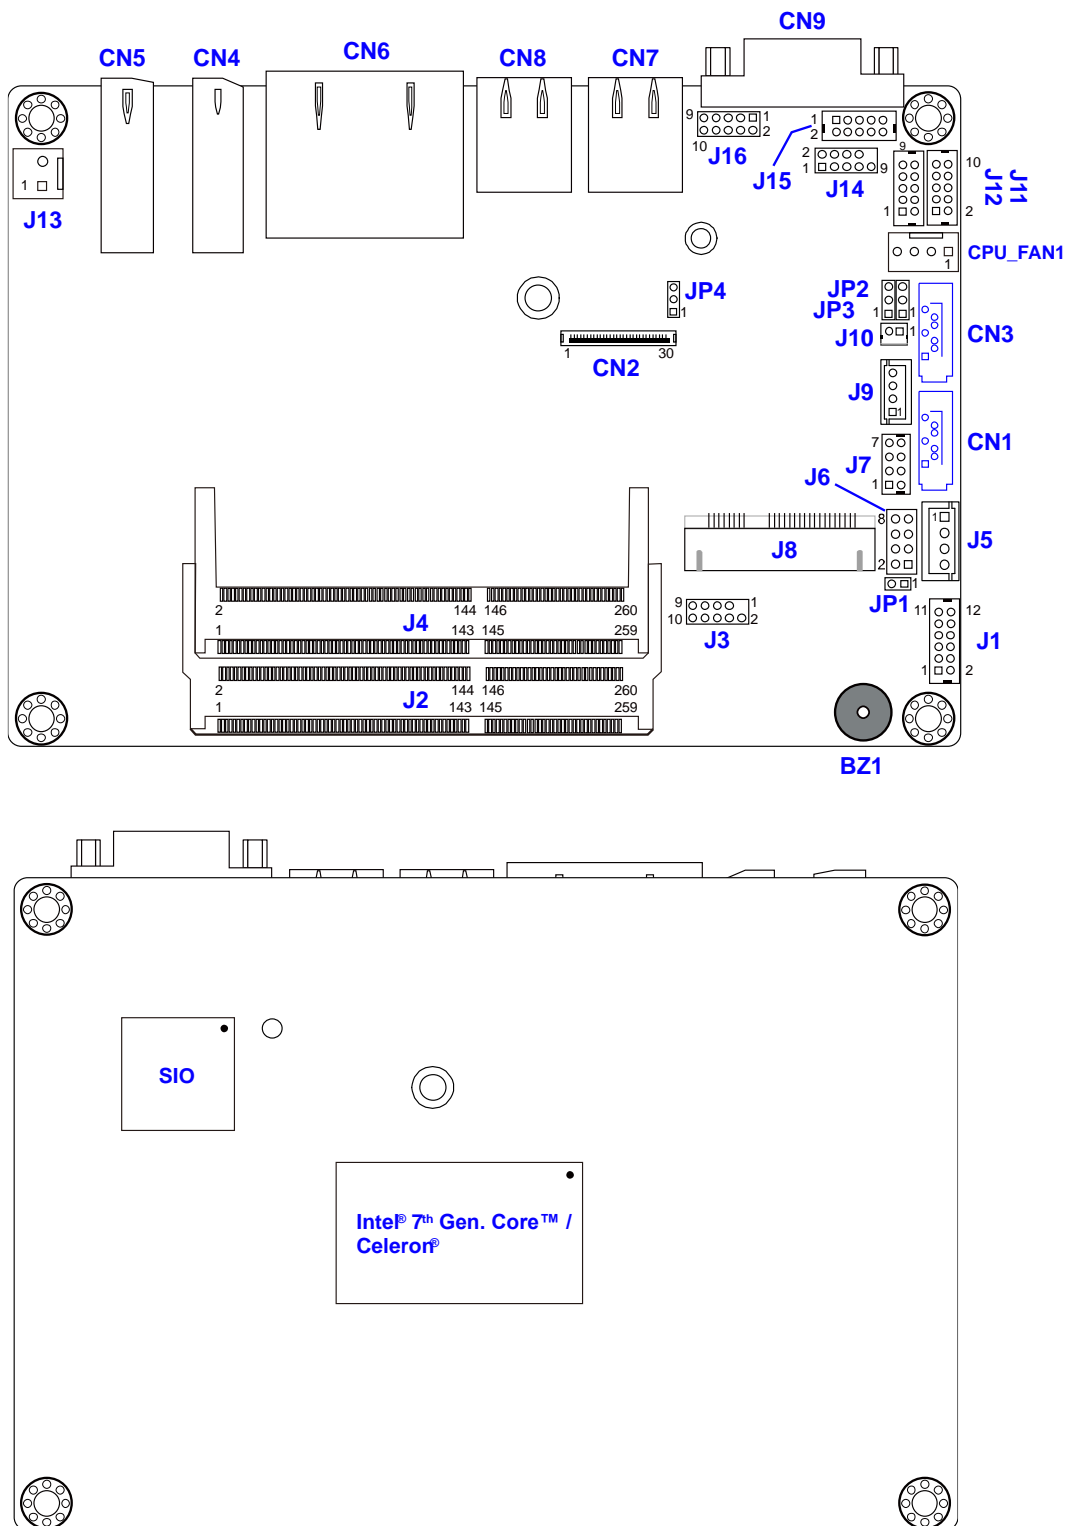 CN9
CN5 CN4 CN6 CN8 CN7
9 1
10 2
J16
1
2
J15
2
1 9
J14
9
1
J12
10
2
J11
1
J13
1
CPU_FAN1
JP4
1
JP2
JP3
1 1
J10
1
CN3
1 30
CN2
J9
1
CN1
7
J7
1
J6
8
2
1
J5
J8
JP1
1
2 144 146 260
J4
1 143 145 259
9 1
10 2
J3
11 12
J1
1 2
2 144 146 260
J2
1 143 145 259
BZ1
SIO
Intel® 7th Gen. Core™ /
Celeron®